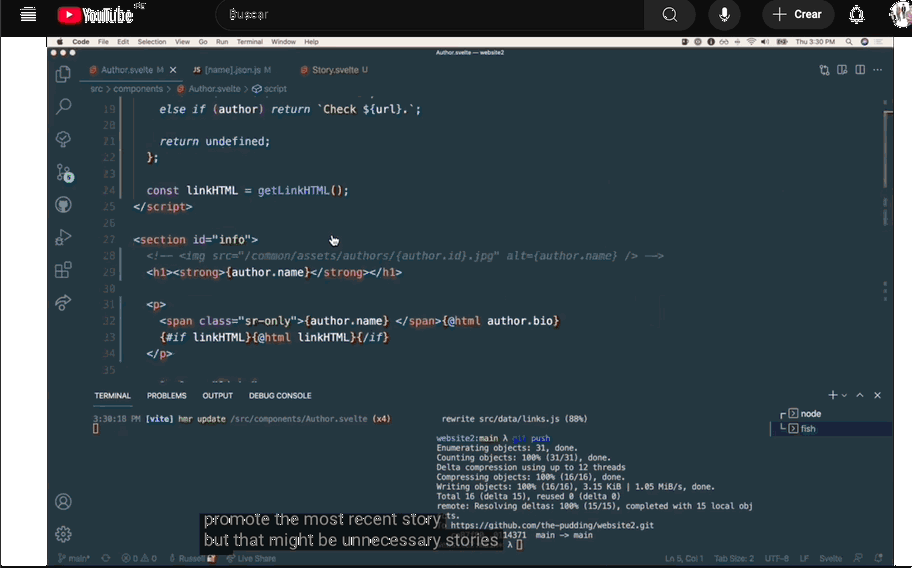 YouTube
Buscar
Crear
Code File Edit Selection View Go Run Terminal Window Help
Thu 3:30 PM
Author.svelte — website2
Author.svelte M
JS [name].json.js M
Story.svelte U
src > components > Author.svelte > script
19 else if (author) return `Check ${url}.`;
20
21 return undefined;
22 };
23
24 const linkHTML = getLinkHTML();
25 </script>
26
27 <section id="info">
28 <!-- <img src="/common/assets/authors/{author.id}.jpg" alt={author.name} /> -->
29 <h1><strong>{author.name}</strong></h1>
30
31 <p>
32 <span class="sr-only">{author.name} </span>{@html author.bio}
33 {#if linkHTML}{@html linkHTML}{/if}
34 </p>
35
TERMINAL PROBLEMS OUTPUT DEBUG CONSOLE
3:30:18 PM [vite] hmr update /src/components/Author.svelte (x4)
rewrite src/data/links.js (88%)
website2:main λ git push
Enumerating objects: 31, done.
Counting objects: 100% (31/31), done.
Delta compression using up to 12 threads
Compressing objects: 100% (16/16), done.
Writing objects: 100% (16/16), 3.15 KiB | 1.05 MiB/s, done.
Total 16 (delta 15), reused 0 (delta 0)
remote: Resolving deltas: 100% (15/15), completed with 15 local obj
cts.
https://github.com/the-pudding/website2.git
114371 main -> main
λ
node
fish
promote the most recent story
but that might be unnecessary stories
main*
0 0
Russell
Live Share
Ln 5, Col 1 Tab Size: 2 UTF-8 LF Svelte